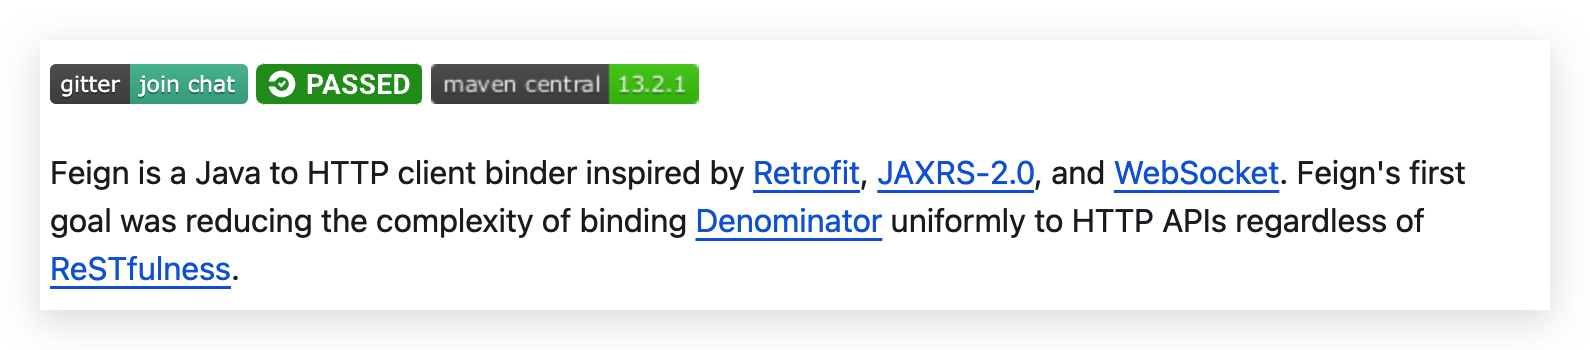 gitter join chat PASSED maven central 13.2.1
Feign is a Java to HTTP client binder inspired by Retrofit, JAXRS-2.0, and WebSocket. Feign's first
goal was reducing the complexity of binding Denominator uniformly to HTTP APIs regardless of
ReSTfulness.